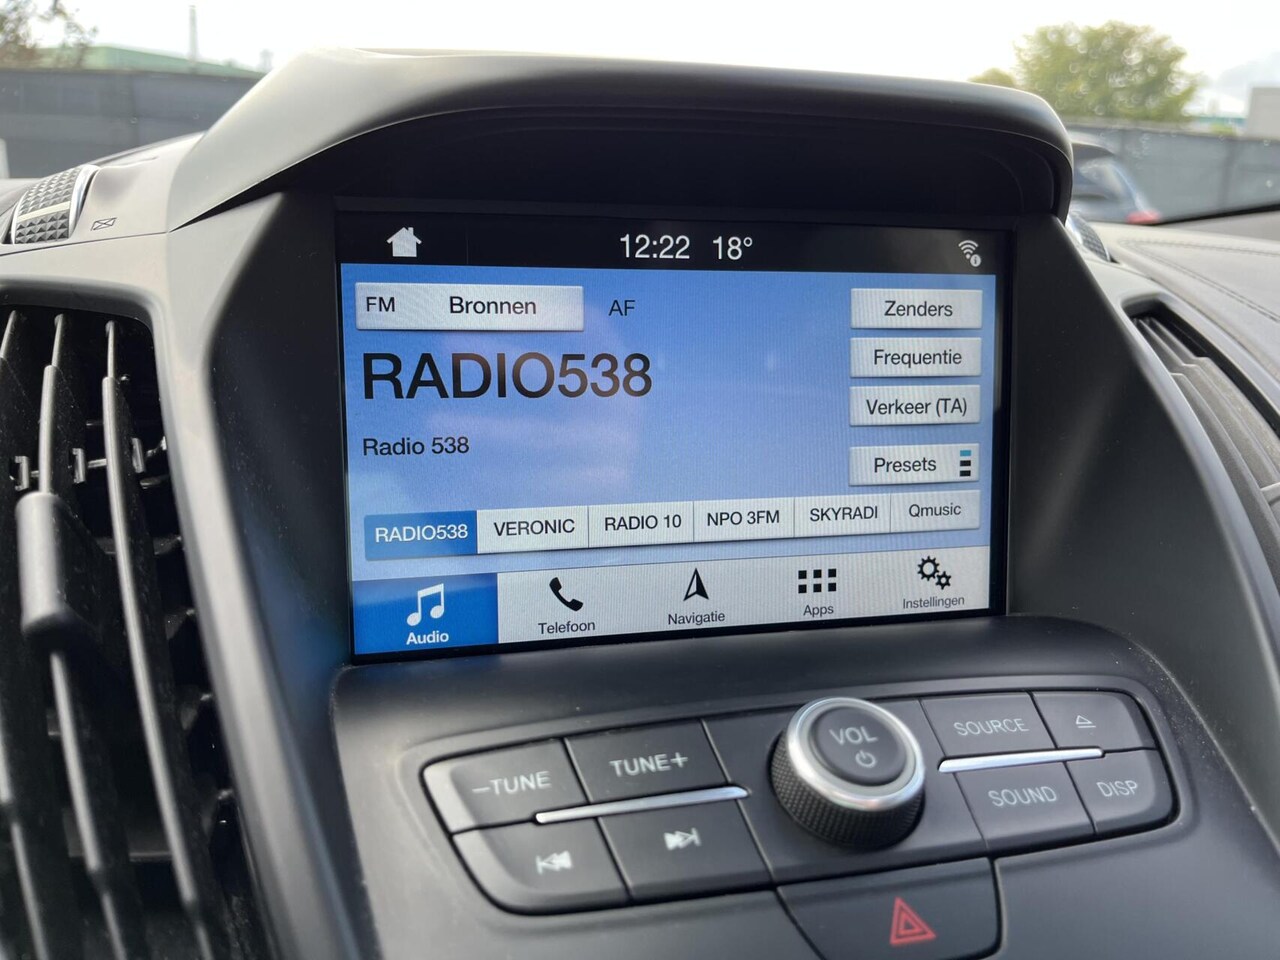 12:22 18°
FM Bronnen AF
Zenders
RADIO538
Frequentie
Verkeer (TA)
Radio 538
Presets
RADIO538 VERONIC RADIO 10 NPO 3FM SKYRADI Qmusic
Audio Telefoon Navigatie Apps Instellingen
VOL
SOURCE
–TUNE TUNE+
SOUND DISP